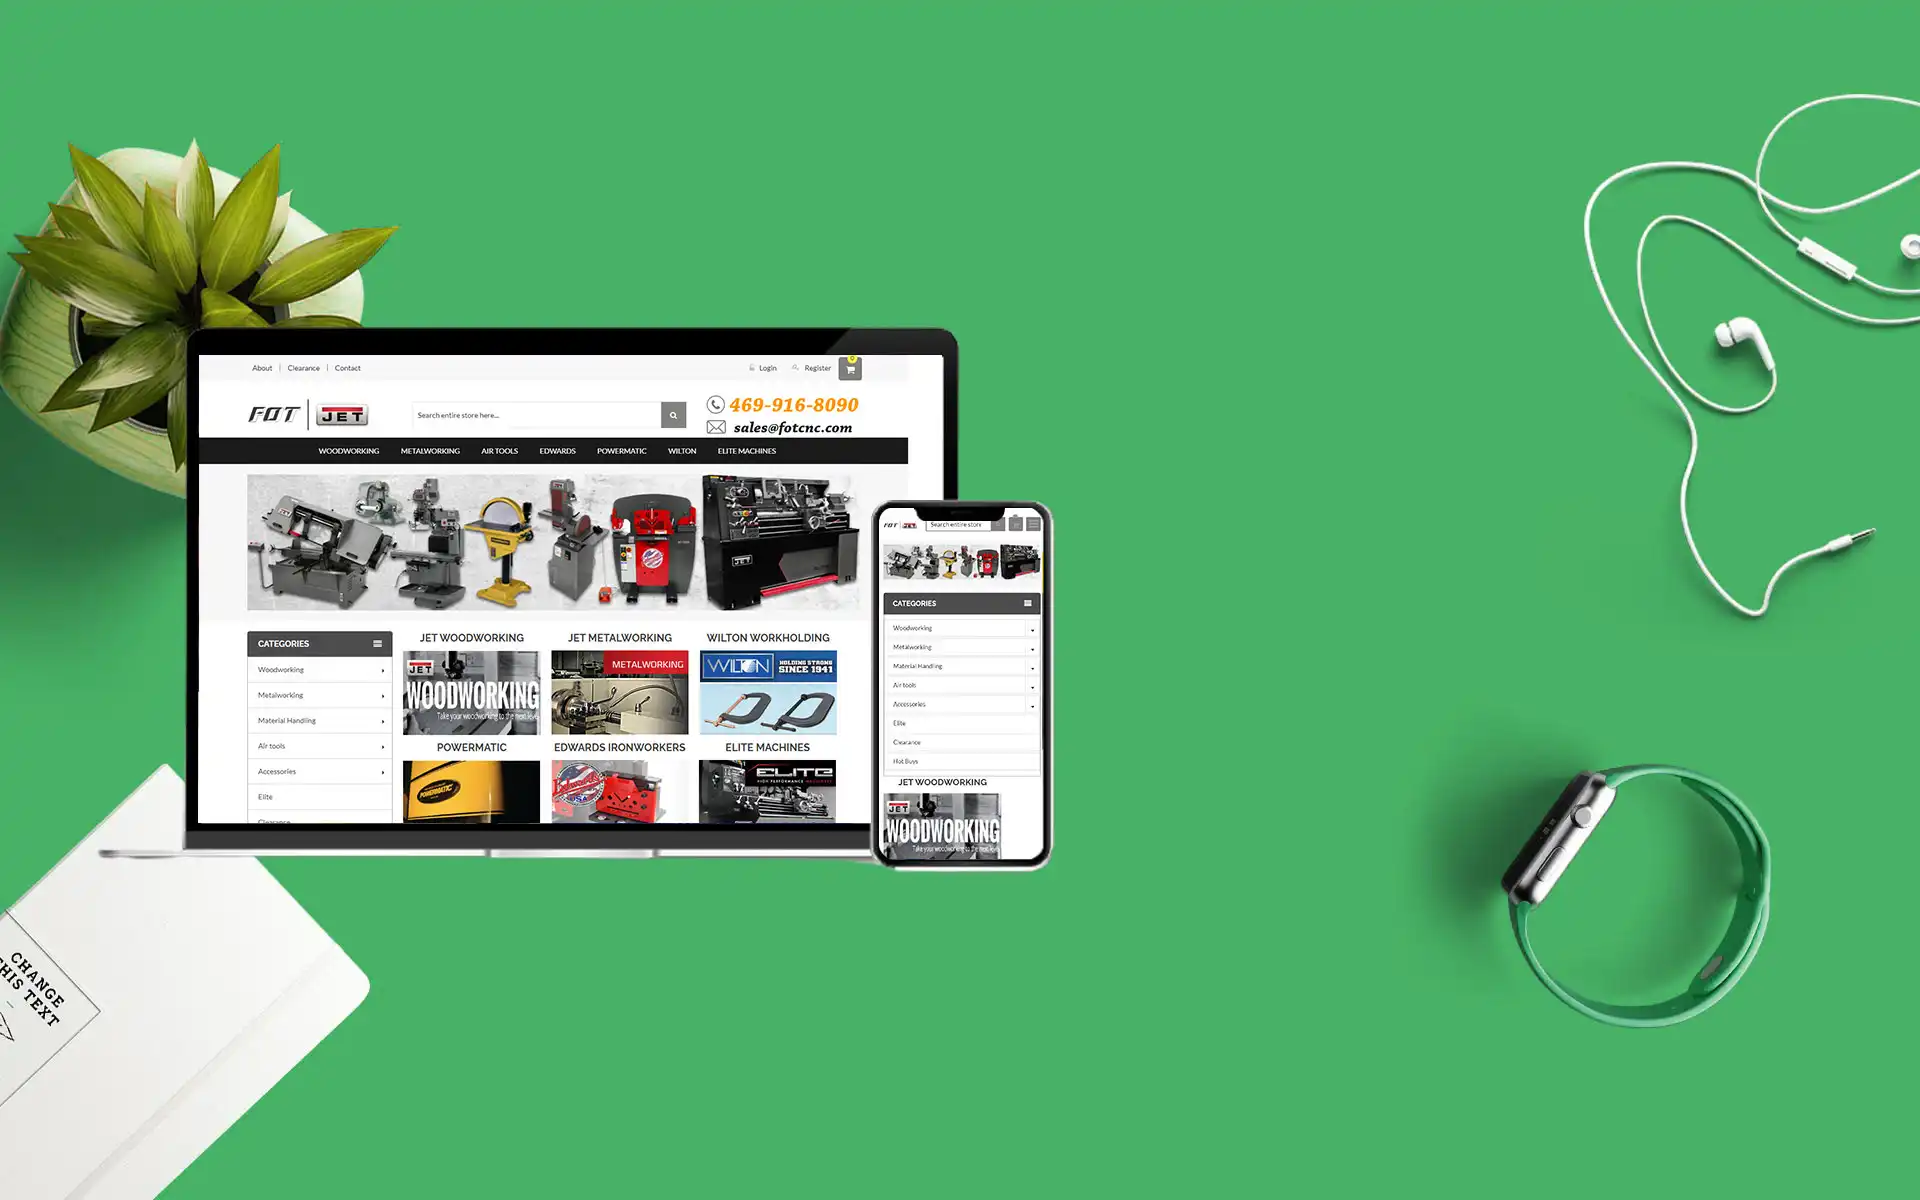 About | Clearance | Contact
Login
Register
0
FOT | JET
Search entire store here...
469-916-8090
sales@fotcnc.com
WOODWORKING METALWORKING AIR TOOLS EDWARDS POWERMATIC WILTON ELITE MACHINES
JET
CATEGORIES
Woodworking
Metalworking
Material Handling
Air tools
Accessories
Elite
Clearance
JET WOODWORKING
JET METALWORKING
WILTON WORKHOLDING
JET
WOODWORKING
Take your woodworking to the next level
METALWORKING
WILTON
HOLDING STRONG
SINCE 1941
POWERMATIC
EDWARDS IRONWORKERS
ELITE MACHINES
POWERMATIC
Edwards
USA
ELITE
HIGH PERFORMANCE MACHINERY
FOT JET
Search entire store
CATEGORIES
Woodworking
Metalworking
Material Handling
Air tools
Accessories
Elite
Clearance
Hot Buys
JET WOODWORKING
JET
WOODWORKING
Take your woodworking to the next level
CHANGE
THIS TEXT